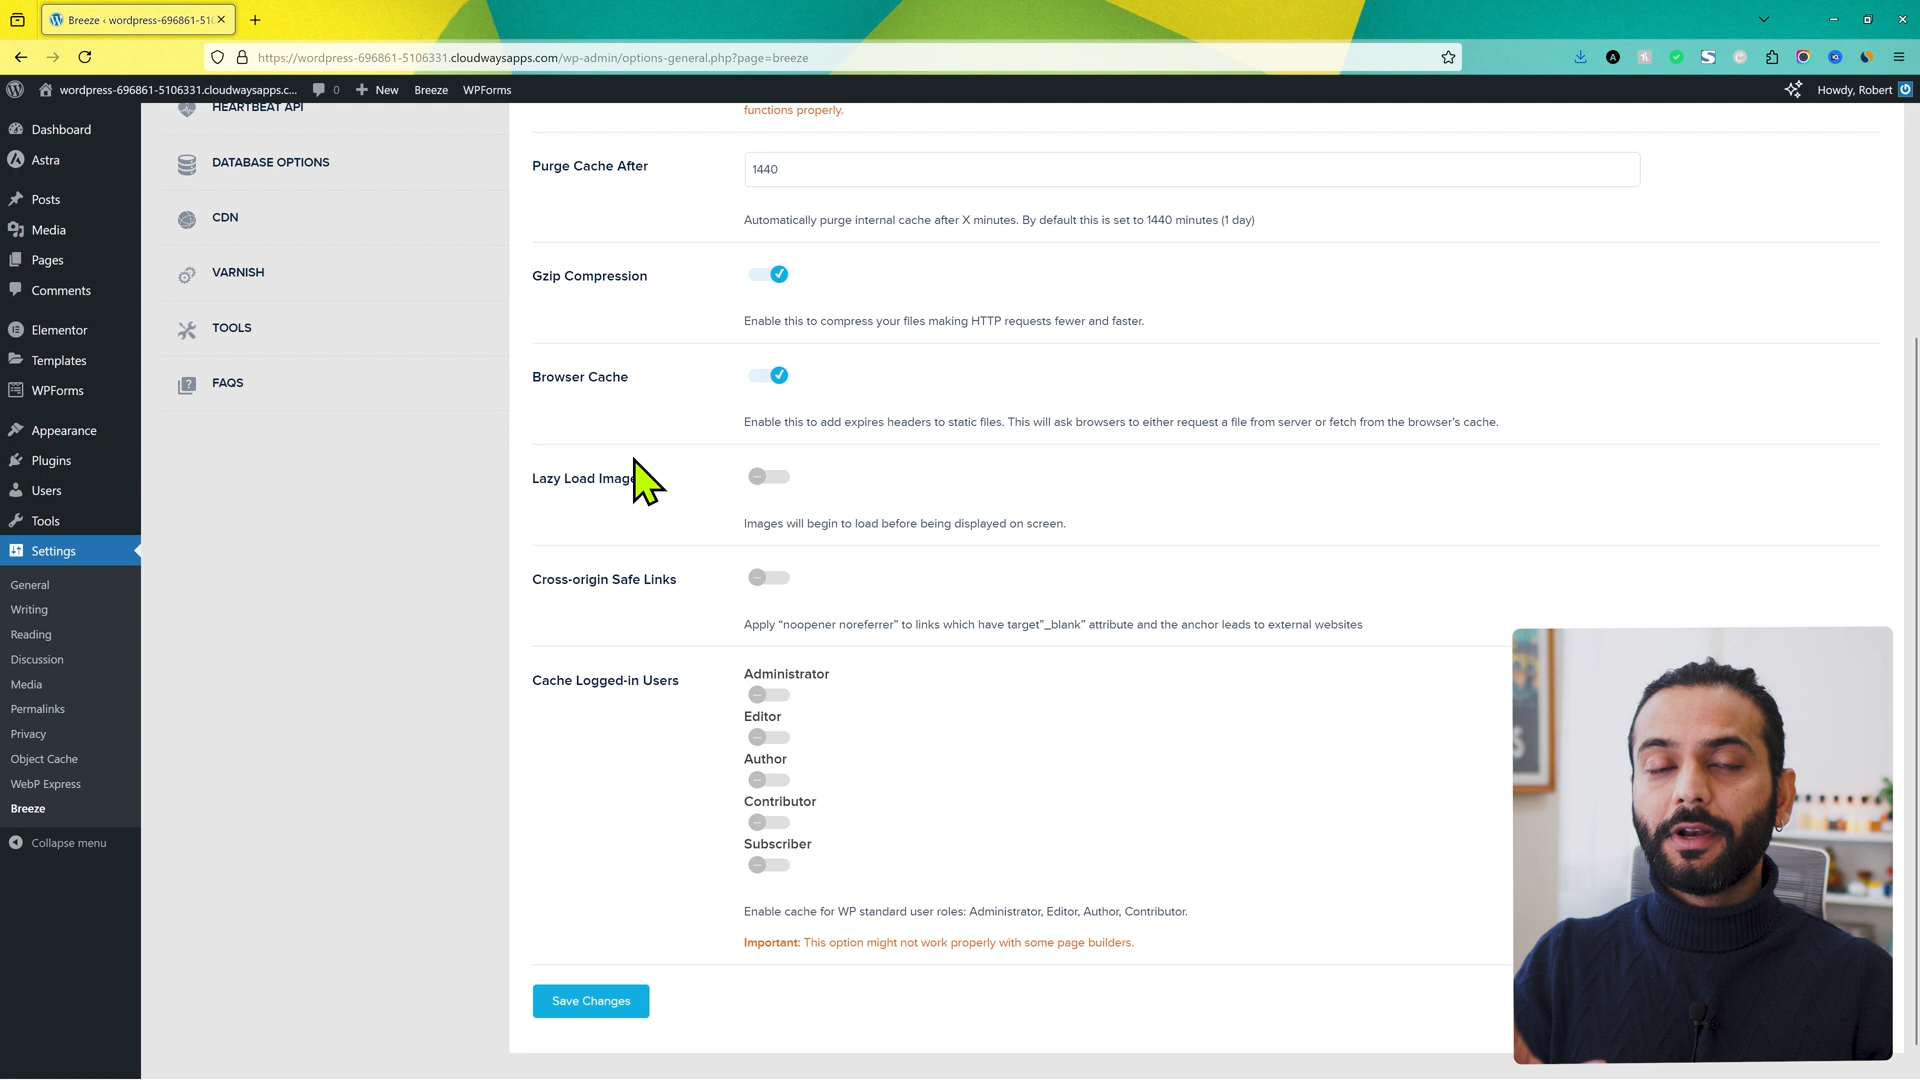 Breeze ‹ wordpress-696861-510
https://wordpress-696861-5106331.cloudwaysapps.com/wp-admin/options-general.php?page=breeze
wordpress-696861-5106331.cloudwaysapps.c...
0
New
Breeze
WPForms
Howdy, Robert
Dashboard
Astra
Posts
Media
Pages
Comments
Elementor
Templates
WPForms
Appearance
Plugins
Users
Tools
Settings
General
Writing
Reading
Discussion
Media
Permalinks
Privacy
Object Cache
WebP Express
Breeze
Collapse menu
HEARTBEAT API
DATABASE OPTIONS
CDN
VARNISH
TOOLS
FAQS
functions properly.
Purge Cache After
1440
Automatically purge internal cache after X minutes. By default this is set to 1440 minutes (1 day)
Gzip Compression
Enable this to compress your files making HTTP requests fewer and faster.
Browser Cache
Enable this to add expires headers to static files. This will ask browsers to either request a file from server or fetch from the browser's cache.
Lazy Load Image
Images will begin to load before being displayed on screen.
Cross-origin Safe Links
Apply “noopener noreferrer” to links which have target”_blank” attribute and the anchor leads to external websites
Cache Logged-in Users
Administrator
Editor
Author
Contributor
Subscriber
Enable cache for WP standard user roles: Administrator, Editor, Author, Contributor.
Important: This option might not work properly with some page builders.
Save Changes